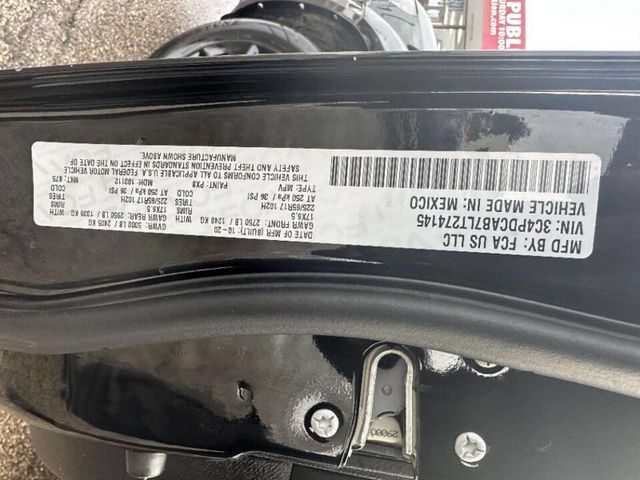 MFD BY: FCA US LLC
VIN: 3C4PDCAB7LT274145
VEHICLE MADE IN: MEXICO
DATE OF MFR (BUILT): 10-20
GVWR: 5300 LB / 2405 KG
GAWR FRONT: 2750 LB / 1248 KG GAWR REAR: 2950 LB / 1339 KG
17X6.5 RIMS 17X6.5 RIMS
225/65R17 102H TIRES 225/65R17 102H TIRES
AT 250 kPa / 36 PSI COLD AT 250 kPa / 36 PSI COLD
TYPE: MPV
PAINT: PX8 MDH: 103112 MKT: 875
THIS VEHICLE CONFORMS TO ALL APPLICABLE U.S.A. FEDERAL MOTOR VEHICLE
SAFETY AND THEFT PREVENTION STANDARDS IN EFFECT ON THE DATE OF
MANUFACTURE SHOWN ABOVE.
29000
PUBL